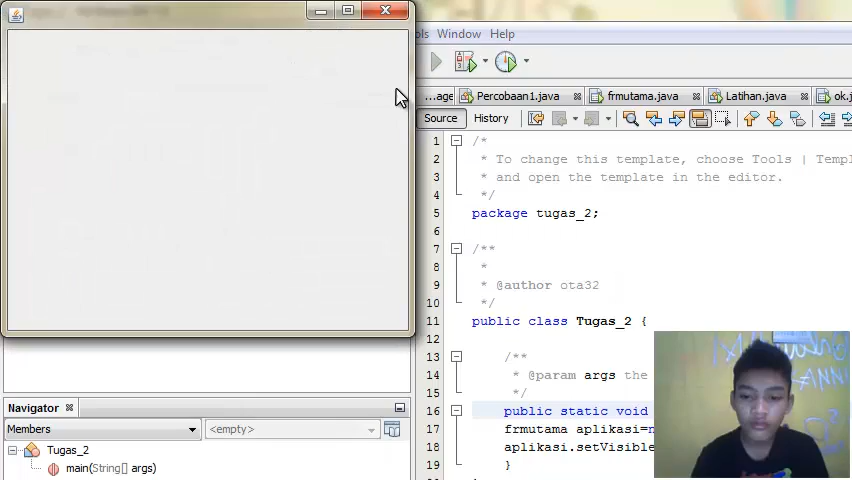 ols Window Help
...age Percobaan1.java frmutama.java Latihan.java ok.j
Source History
1 /*
2 * To change this template, choose Tools | Templ
3 * and open the template in the editor.
4 */
5 package tugas_2;
6
7 /**
8 *
9 * @author ota32
10 */
11 public class Tugas_2 {
12
13 /**
14 * @param args the
15 */
16 public static void
17 frmutama aplikasi=n
18 aplikasi.setVisible
19 }
Navigator
Members <empty>
Tugas_2
main(String[] args)